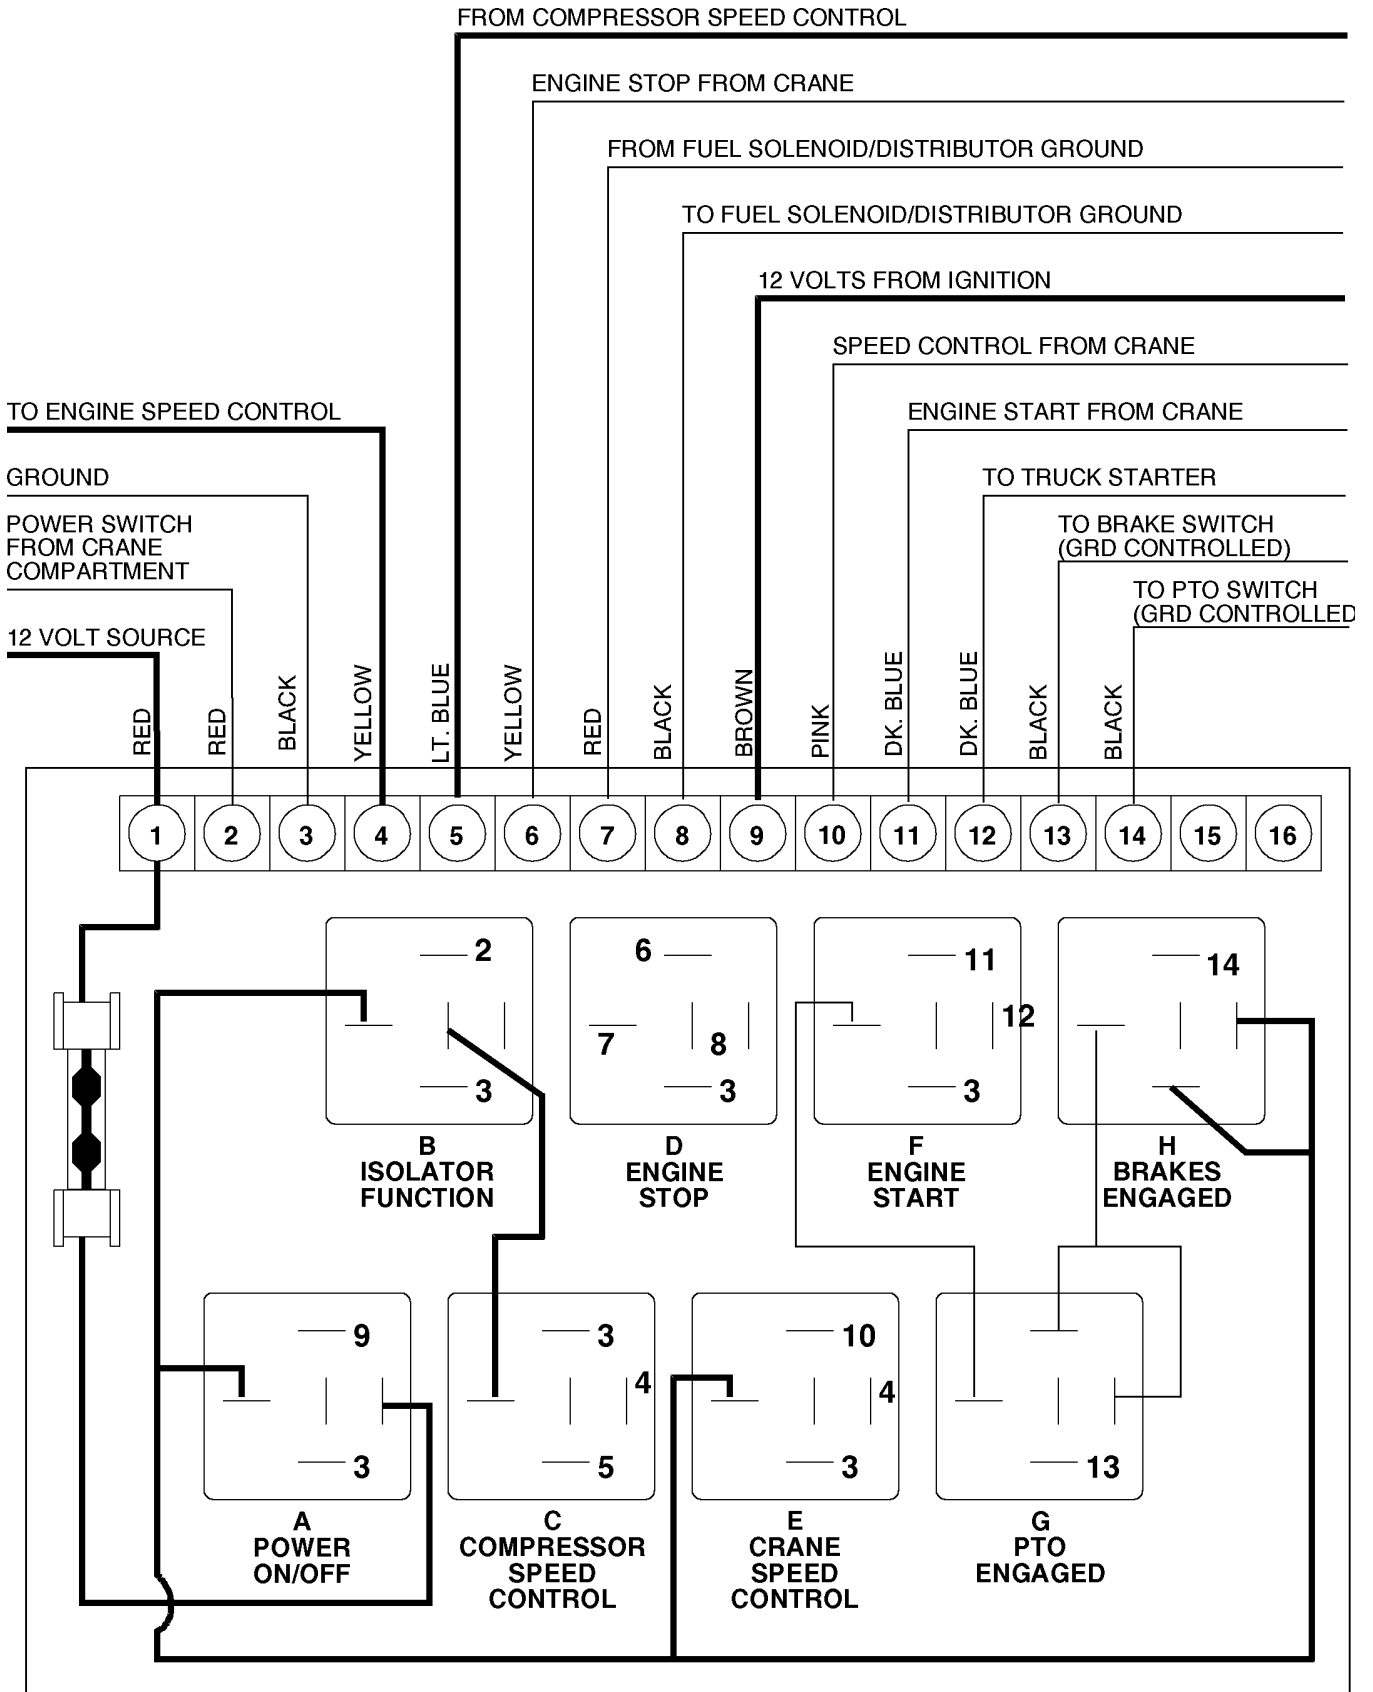 FROM COMPRESSOR SPEED CONTROL
ENGINE STOP FROM CRANE
FROM FUEL SOLENOID/DISTRIBUTOR GROUND
TO FUEL SOLENOID/DISTRIBUTOR GROUND
12 VOLTS FROM IGNITION
SPEED CONTROL FROM CRANE
TO ENGINE SPEED CONTROL
ENGINE START FROM CRANE
GROUND
TO TRUCK STARTER
POWER SWITCH
FROM CRANE
COMPARTMENT
TO BRAKE SWITCH
(GRD CONTROLLED)
TO PTO SWITCH
(GRD CONTROLLED
12 VOLT SOURCE
RED
RED
BLACK
YELLOW
LT. BLUE
YELLOW
RED
BLACK
BROWN
PINK
DK. BLUE
DK. BLUE
BLACK
BLACK
1 2 3 4 5 6 7 8 9 10 11 12 13 14 15 16
2
3
B
ISOLATOR
FUNCTION
6
7
8
3
D
ENGINE
STOP
11
12
3
F
ENGINE
START
14
H
BRAKES
ENGAGED
9
3
A
POWER
ON/OFF
3
4
5
C
COMPRESSOR
SPEED
CONTROL
10
4
3
E
CRANE
SPEED
CONTROL
13
G
PTO
ENGAGED